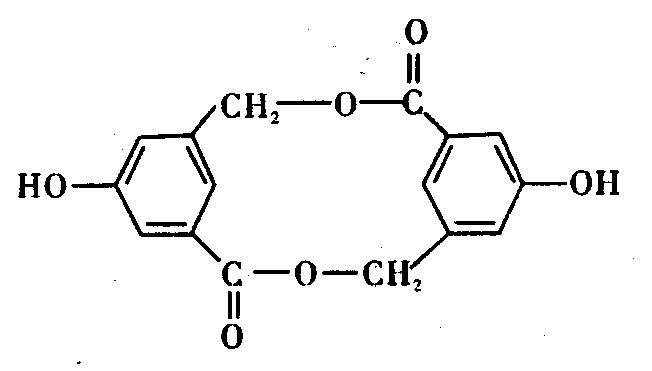 O
CH₂ O C
HO OH
C O CH₂
O